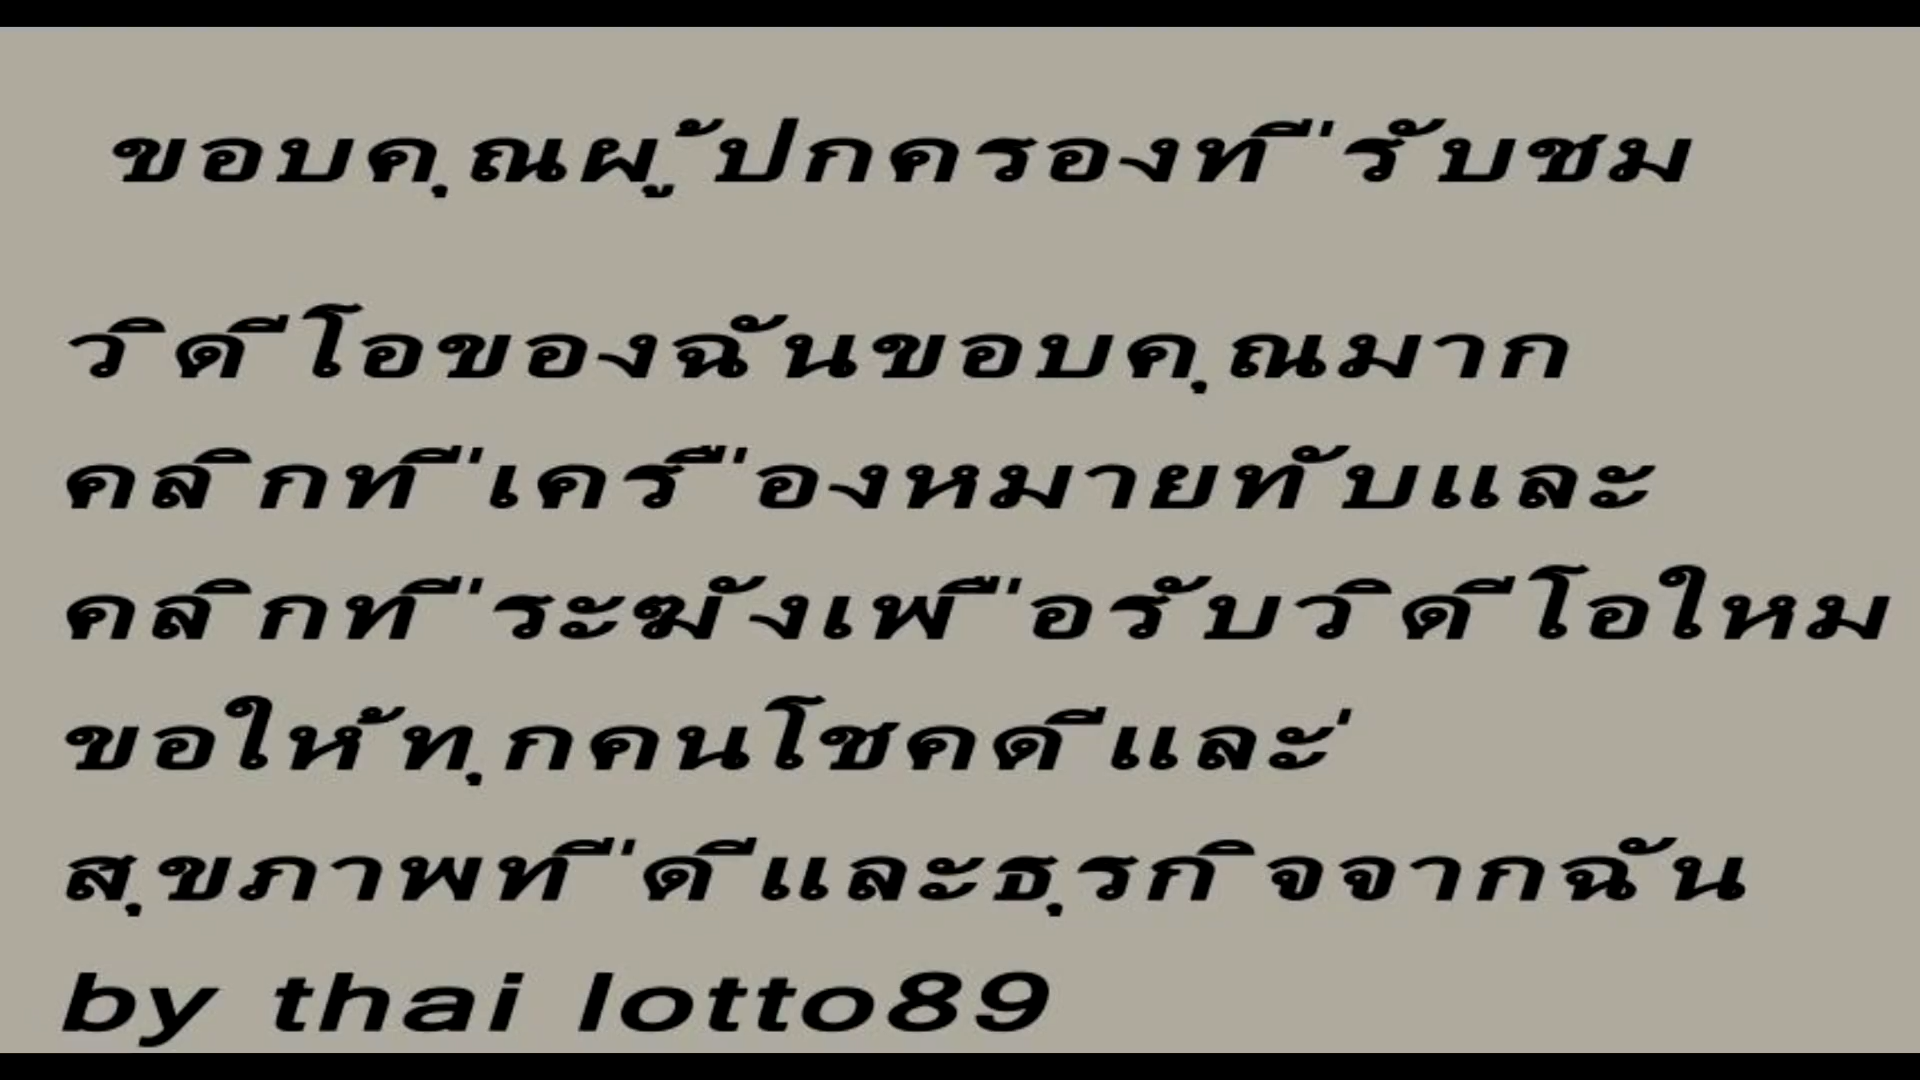 ขอบคุณผู้ปกครองที่รับชม
วิดีโอของฉันขอบคุณมาก
คลิกที่เครื่องหมายทับและ
คลิกที่ระฆังเพื่อรับวิดีโอใหม
ขอให้ทุกคนโชคดีและ่
สุขภาพที่ดีและธุรกิจจากฉัน
by thai lotto89